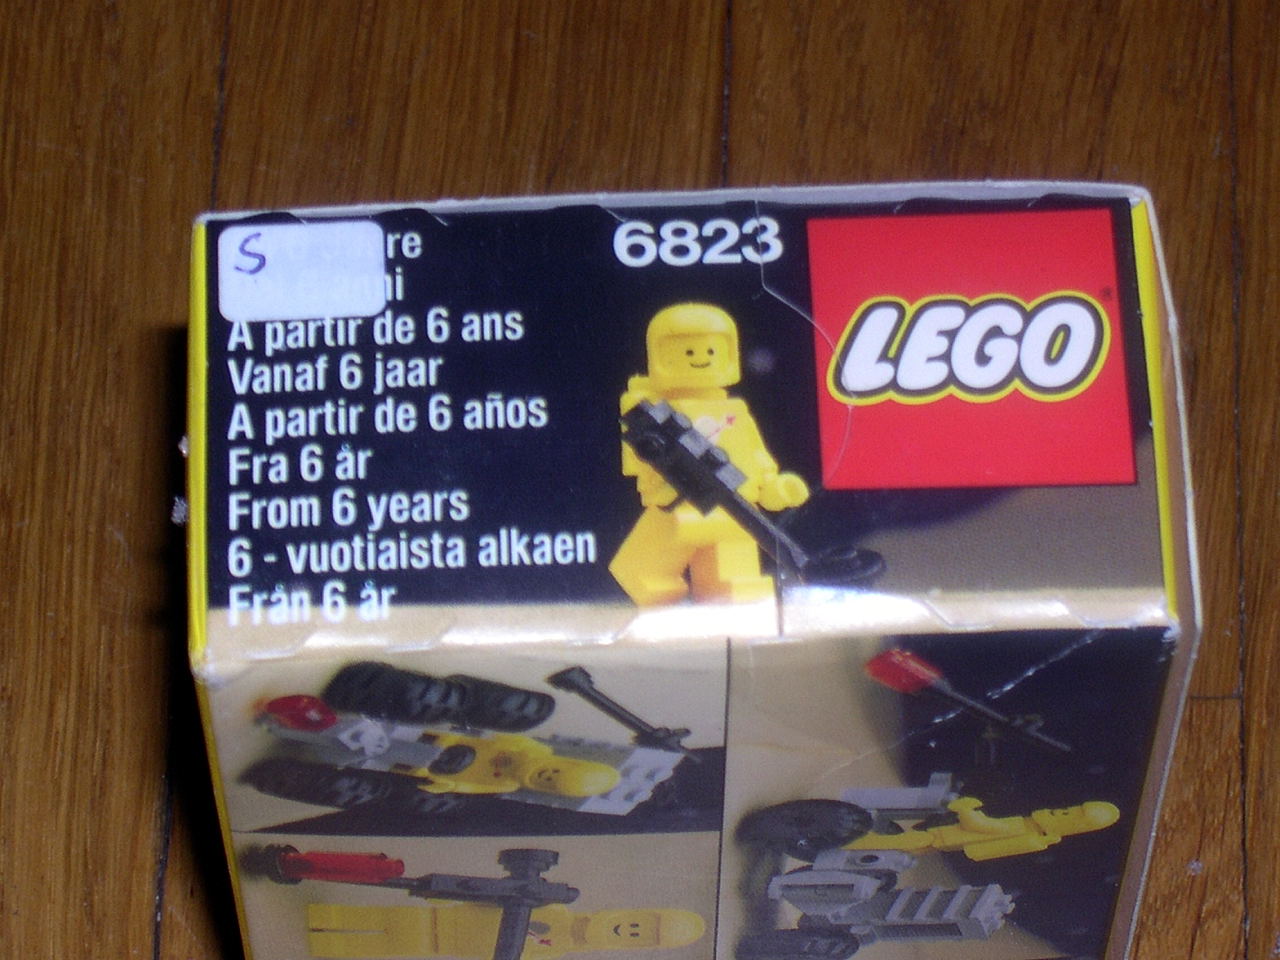 S
6823
LEGO
A partir de 6 ans
Vanaf 6 jaar
A partir de 6 años
Fra 6 år
From 6 years
6 - vuotiaista alkaen
Från 6 år